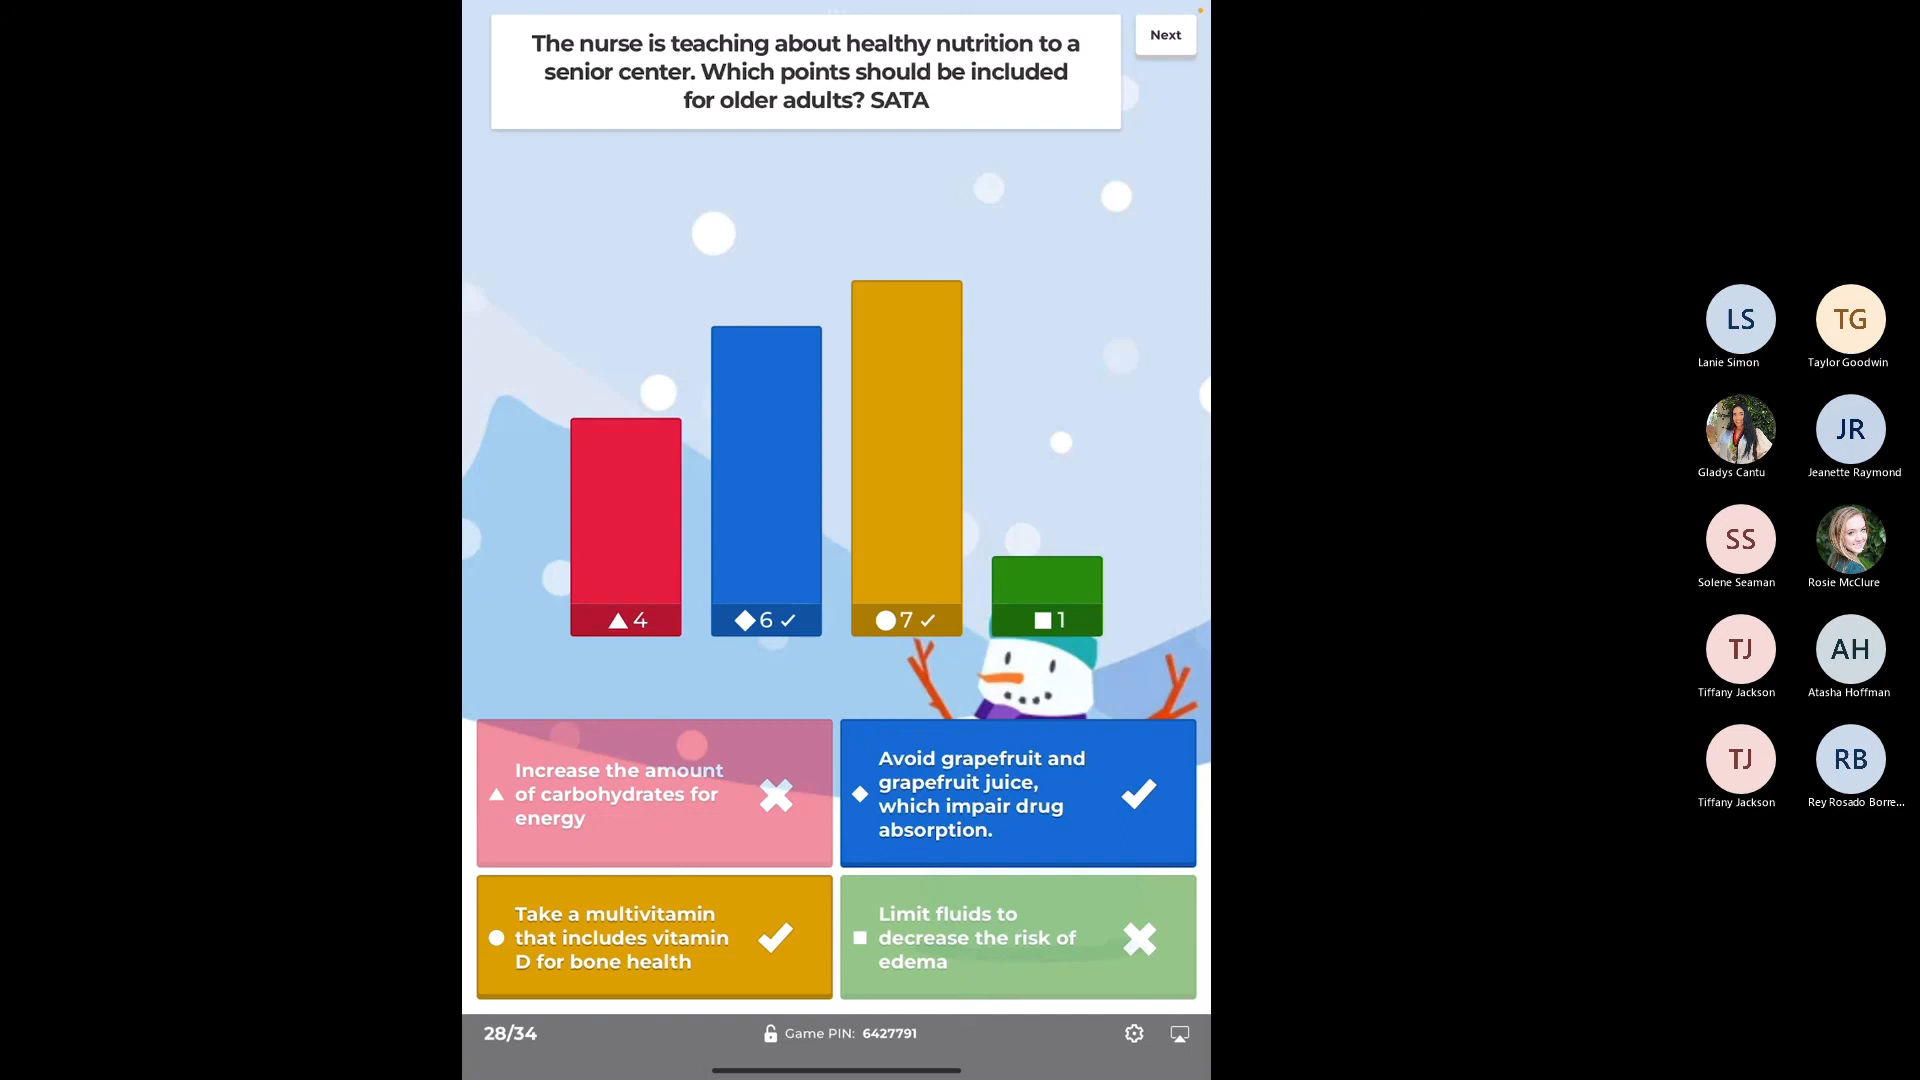 The nurse is teaching about healthy nutrition to a
senior center. Which points should be included
for older adults? SATA
Next
4
6
7
1
Increase the amount
of carbohydrates for
energy
Avoid grapefruit and
grapefruit juice,
which impair drug
absorption.
Take a multivitamin
that includes vitamin
D for bone health
Limit fluids to
decrease the risk of
edema
28/34
Game PIN: 6427791
LS
Lanie Simon
TG
Taylor Goodwin
Gladys Cantu
JR
Jeanette Raymond
SS
Solene Seaman
Rosie McClure
TJ
Tiffany Jackson
AH
Atasha Hoffman
TJ
Tiffany Jackson
RB
Rey Rosado Borre...